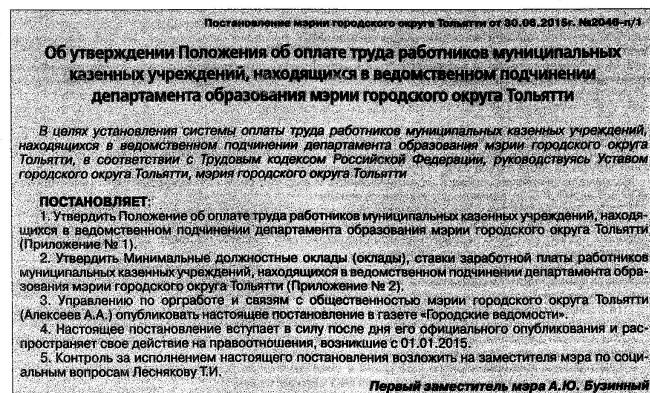 Постановление мэрии городского округа Тольятти от 30.06.2015г. №2046-п/1
Об утверждении Положения об оплате труда работников муниципальных
казенных учреждений, находящихся в ведомственном подчинении
департамента образования мэрии городского округа Тольятти
В целях установления системы оплаты труда работников муниципальных казенных учреждений,
находящихся в ведомственном подчинении департамента образования мэрии городского округа
Тольятти, в соответствии с Трудовым кодексом Российской Федерации, руководствуясь Уставом
городского округа Тольятти, мэрия городского округа Тольятти
ПОСТАНОВЛЯЕТ:
1. Утвердить Положение об оплате труда работников муниципальных казенных учреждений, находя-
щихся в ведомственном подчинении департамента образования мэрии городского округа Тольятти
(Приложение № 1).
2. Утвердить Минимальные должностные оклады (оклады), ставки заработной платы работников
муниципальных казенных учреждений, находящихся в ведомственном подчинении департамента обра-
зования мэрии городского округа Тольятти (Приложение № 2).
3. Управлению по оргработе и связям с общественностью мэрии городского округа Тольятти
(Алексеев А.А.) опубликовать настоящее постановление в газете «Городские ведомости».
4. Настоящее постановление вступает в силу после дня его официального опубликования и рас-
пространяет свое действие на правоотношения, возникшие с 01.01.2015.
5. Контроль за исполнением настоящего постановления возложить на заместителя мэра по соци-
альным вопросам Леснякову Т.И.
Первый заместитель мэра А.Ю. Бузинный